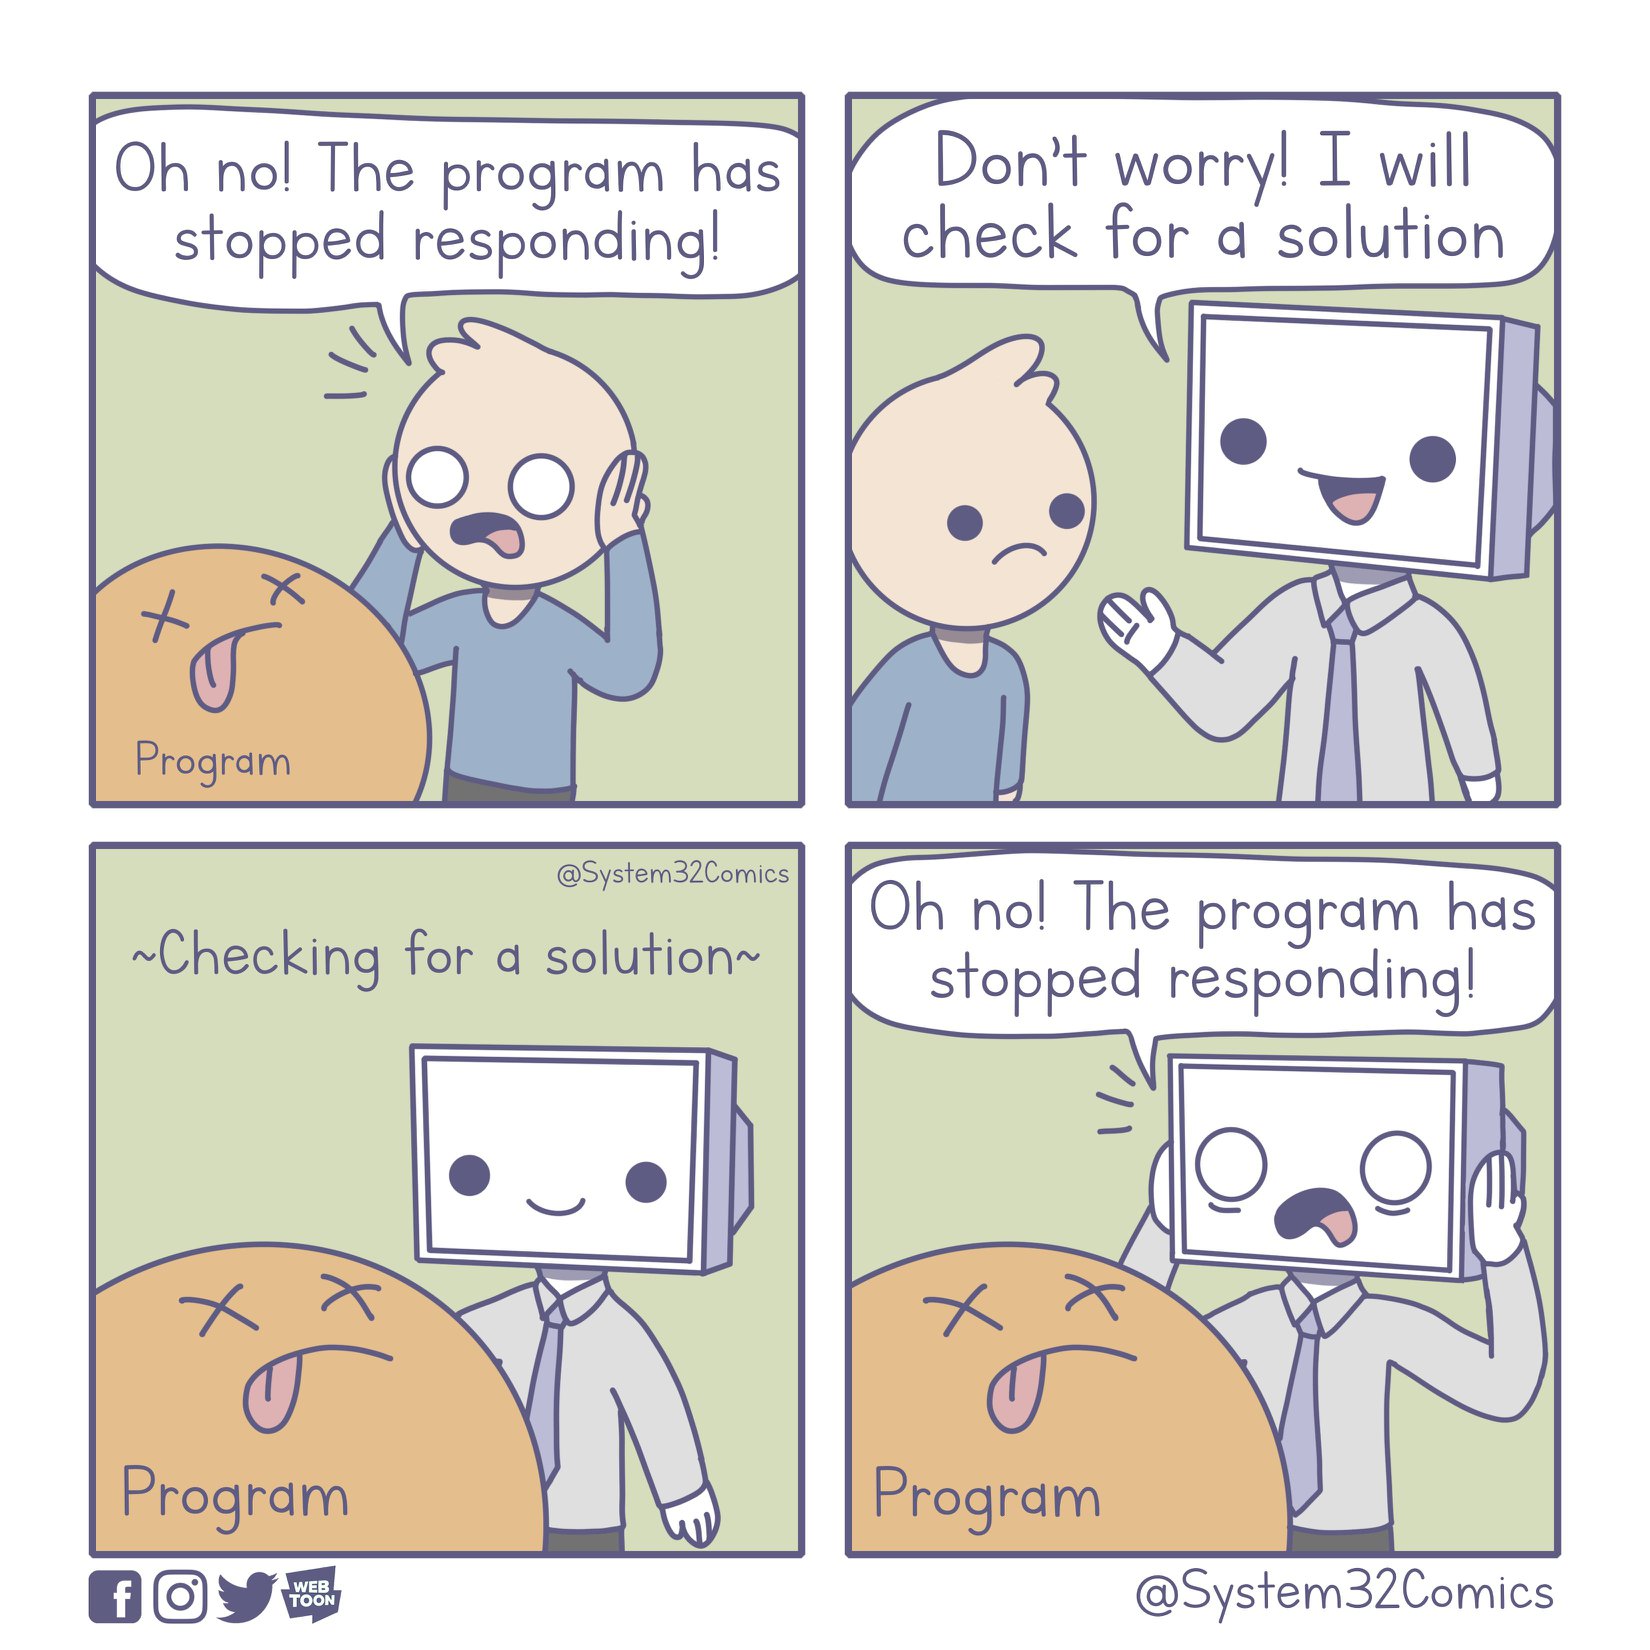 Oh no! The program has
stopped responding!
Program
Don't worry! I will
check for a solution
@System32Comics
~Checking for a solution~
Program
Oh no! The program has
stopped responding!
Program
WEB
TOON
@System32Comics